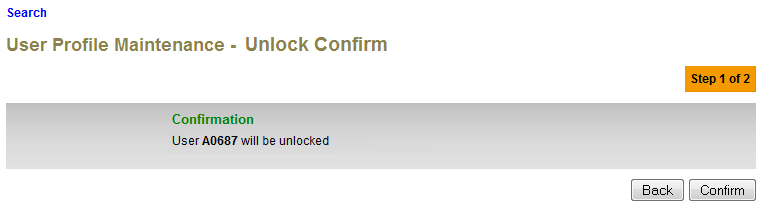 Search
User Profile Maintenance - Unlock Confirm
Step 1 of 2
Confirmation
User A0687 will be unlocked
Back Confirm